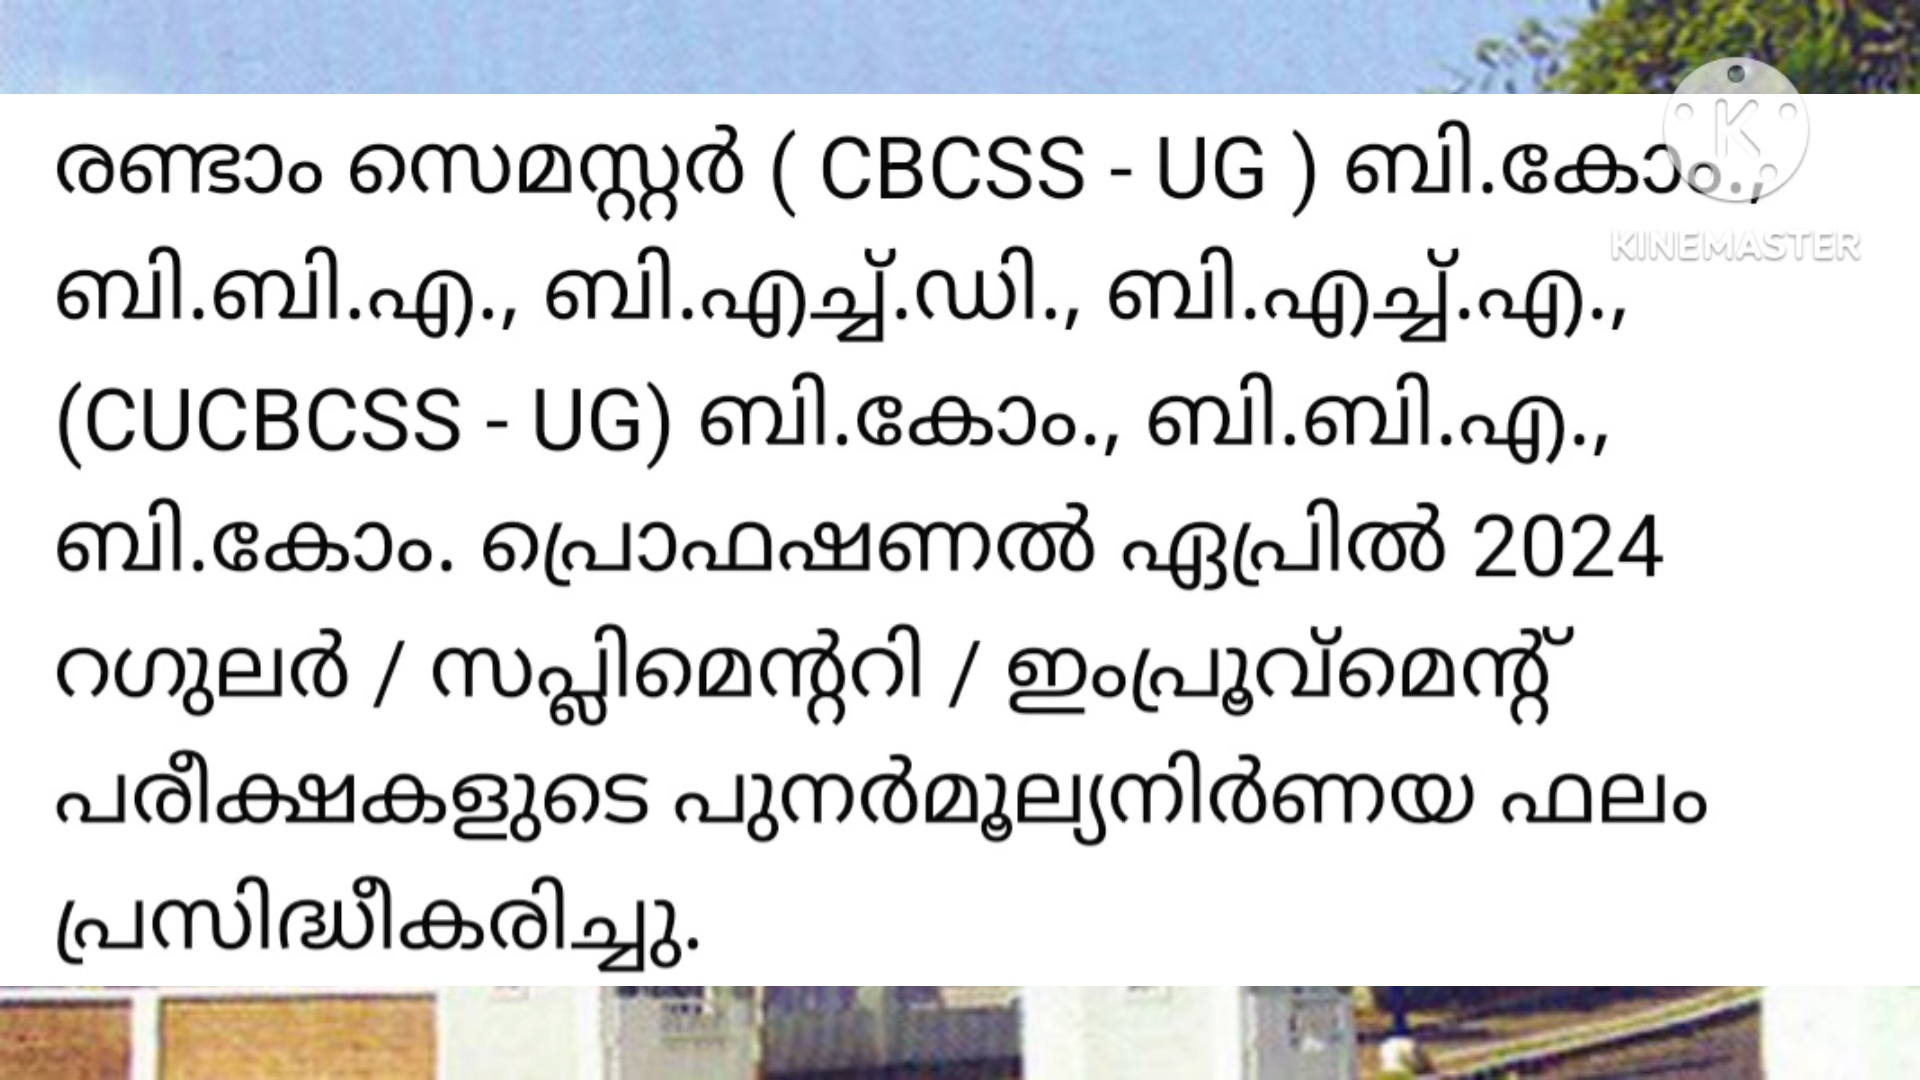 രണ്ടാം സെമസ്റ്റർ ( CBCSS - UG ) ബി.കോം.,
ബി.ബി.എ., ബി.എച്ച്.ഡി., ബി.എച്ച്.എ.,
(CUCBCSS - UG) ബി.കോം., ബി.ബി.എ.,
ബി.കോം. പ്രൊഫഷണൽ ഏപ്രിൽ 2024
റഗുലർ / സപ്ലിമെന്ററി / ഇംപ്രൂവ്മെന്റ്
പരീക്ഷകളുടെ പുനർമൂല്യനിർണയ ഫലം
പ്രസിദ്ധീകരിച്ചു.
K
KINEMASTER